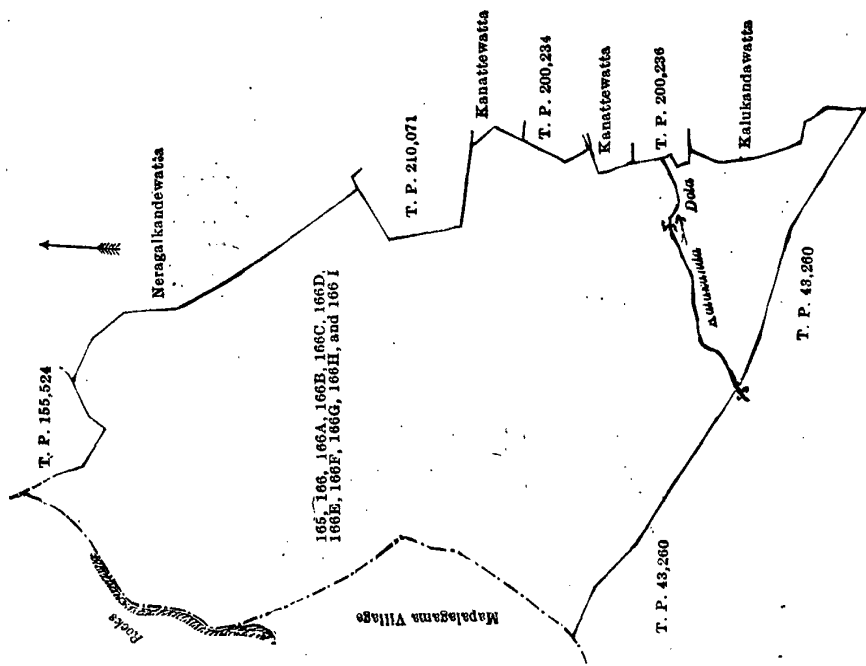 T. P. 155,524
Neragalkandewatta
T. P. 210,071
Kanattewatta
T. P. 200,234
Kanattewatta
T. P. 200,236
Kalukandawatta
Rocks
165, 166, 166A, 166B, 166C, 166D,
166E, 166F, 166G, 166H, and 166 I
Mapalagama Village
Dola
T. P. 43,260
T. P. 43,260